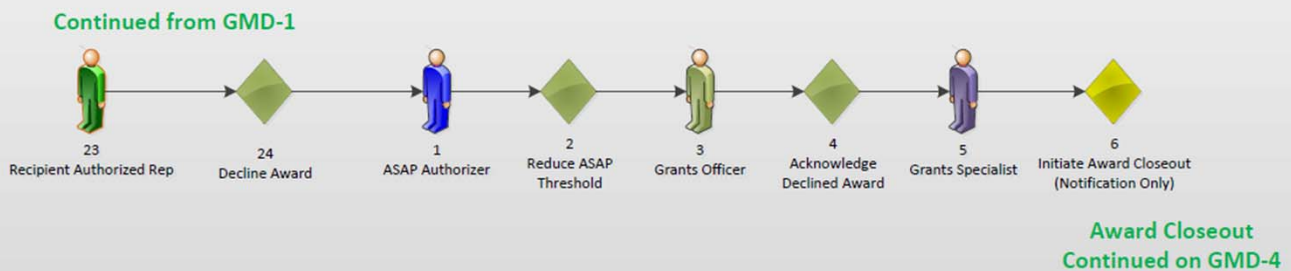 Continued from GMD-1
23
Recipient Authorized Rep
24
Decline Award
1
ASAP Authorizer
2
Reduce ASAP
Threshold
3
Grants Officer
4
Acknowledge
Declined Award
5
Grants Specialist
6
Initiate Award Closeout
(Notification Only)
Award Closeout
Continued on GMD-4